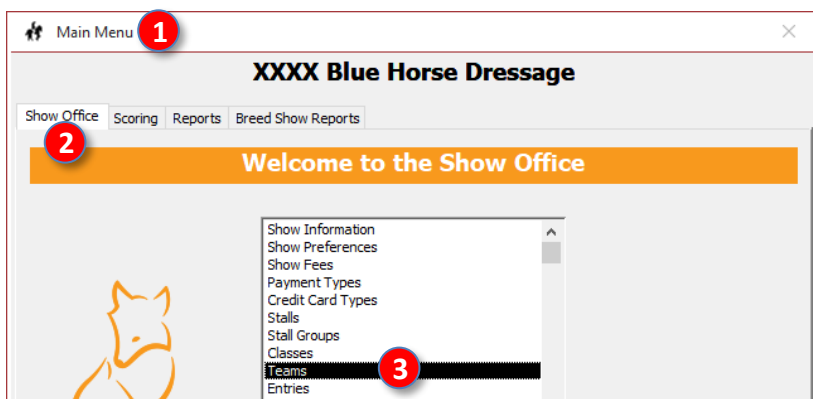 Main Menu 1
XXXX Blue Horse Dressage
Show Office Scoring Reports Breed Show Reports
2
Welcome to the Show Office
Show Information
Show Preferences
Show Fees
Payment Types
Credit Card Types
Stalls
Stall Groups
Classes
Teams 3
Entries